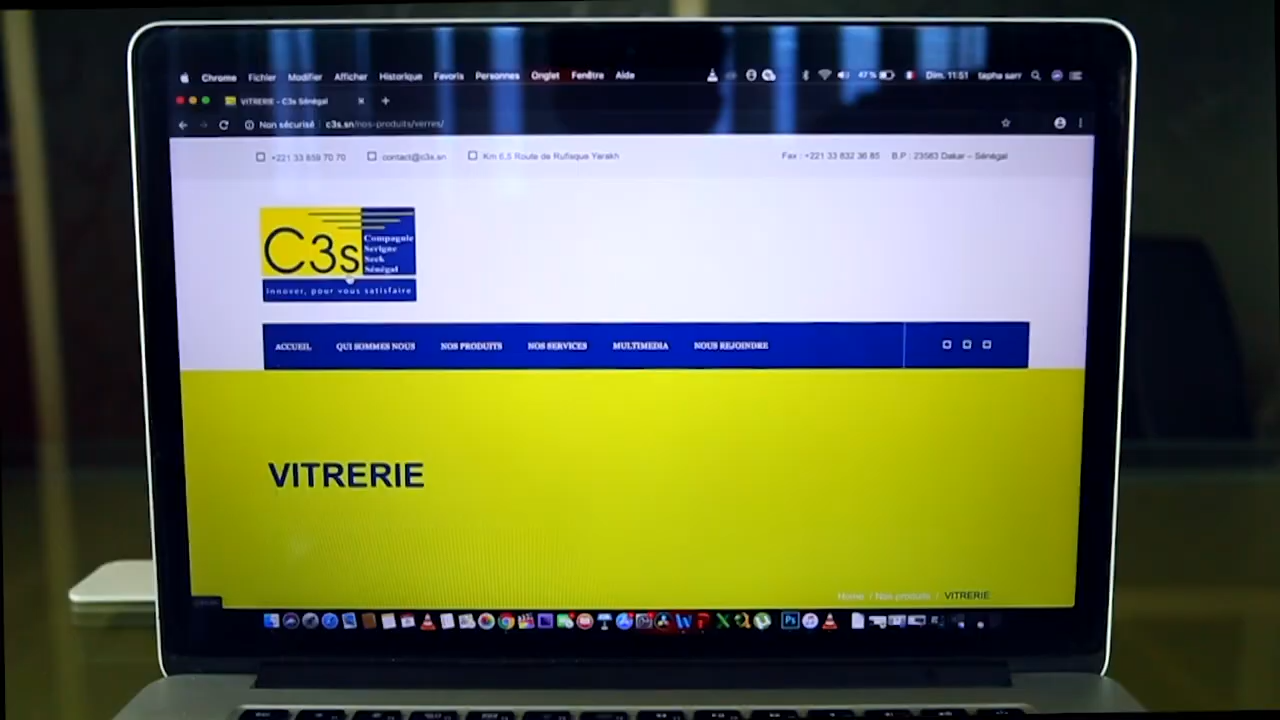 Chrome Fichier Modifier Afficher Historique Favoris Personnes Onglet Fenêtre Aide 47 % Dim. 11:51 tapha sarr
VITRERIE - C3s Sénégal
Non sécurisé c3s.sn/nos-produits/verres/
+221 33 859 70 70 contact@c3s.sn Km 6,5 Route de Rufisque Yarakh Fax : +221 33 832 36 85 B.P : 23583 Dakar – Sénégal
C3s
Compagnie
Serigne
Seck
Sénégal
Innover, pour vous satisfaire
ACCUEIL QUI SOMMES NOUS NOS PRODUITS NOS SERVICES MULTIMEDIA NOUS REJOINDRE
VITRERIE
Home / Nos produits / VITRERIE